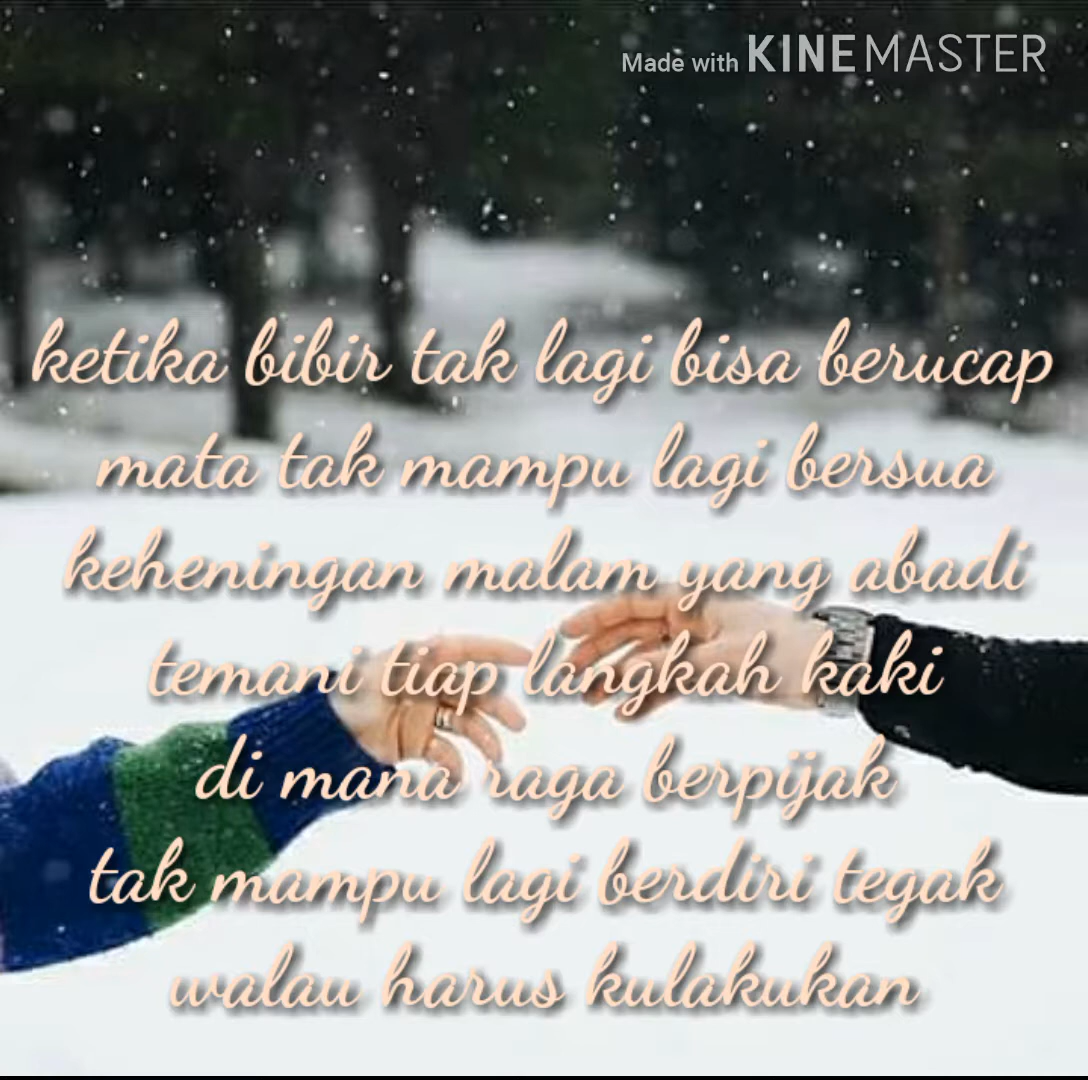 Made with KINEMASTER
ketika bibir tak lagi bisa berucap
mata tak mampu lagi bersua
keheningan malam yang abadi
temani tiap langkah kaki
di mana raga berpijak
tak mampu lagi berdiri tegak
walau harus kulakukan